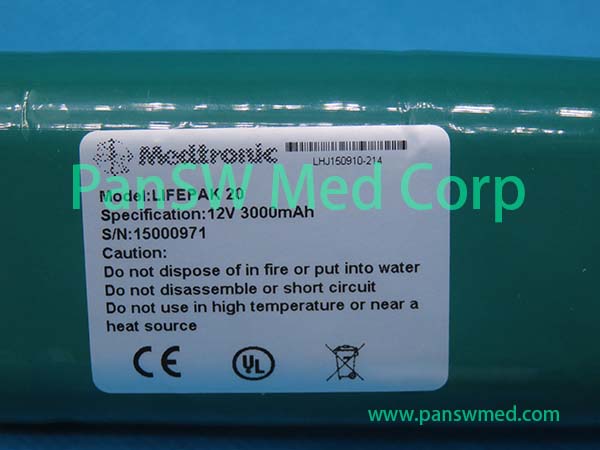 Medtronic
LHJ150910-214
PanSW Med Corp
Model:LIFEPAK 20
Specification:12V 3000mAh
S/N:15000971
Caution:
Do not dispose of in fire or put into water
Do not disassemble or short circuit
Do not use in high temperature or near a
heat source
CE
UL
www.panswmed.com